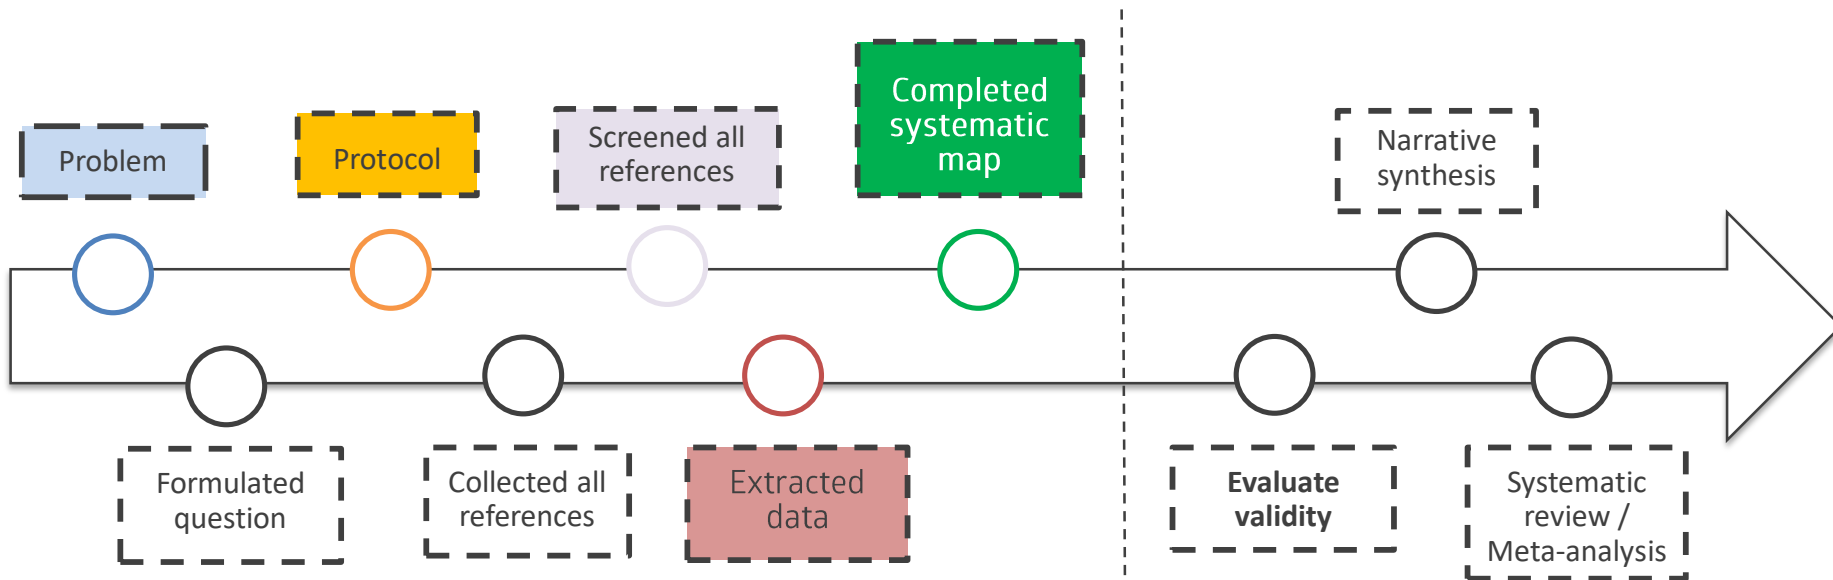 Problem
Protocol
Screened all
references
Completed
systematic
map
Narrative
synthesis
Formulated
question
Collected all
references
Extracted
data
Evaluate
validity
Systematic
review /
Meta-analysis